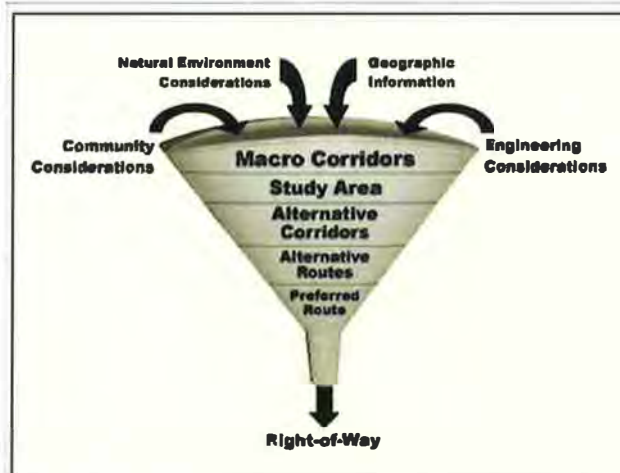 Natural Environment
Considerations
Geographic
Information
Community
Considerations
Engineering
Considerations
Macro Corridors
Study Area
Alternative
Corridors
Alternative
Routes
Preferred
Route
Right-of-Way